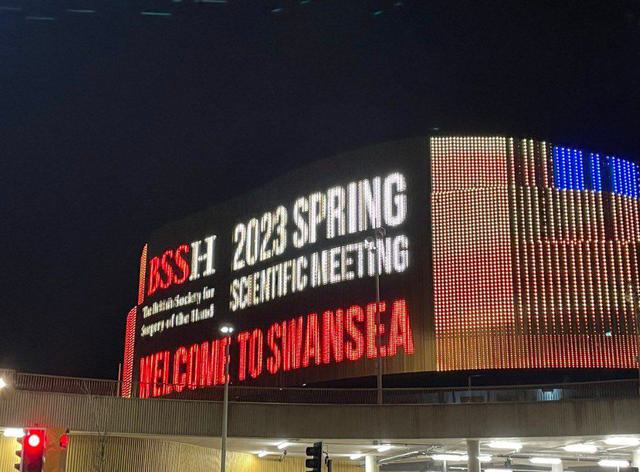 BSSH
The British Society for
Surgery of the Hand
2023 SPRING
SCIENTIFIC MEETING
WELCOME TO SWANSEA